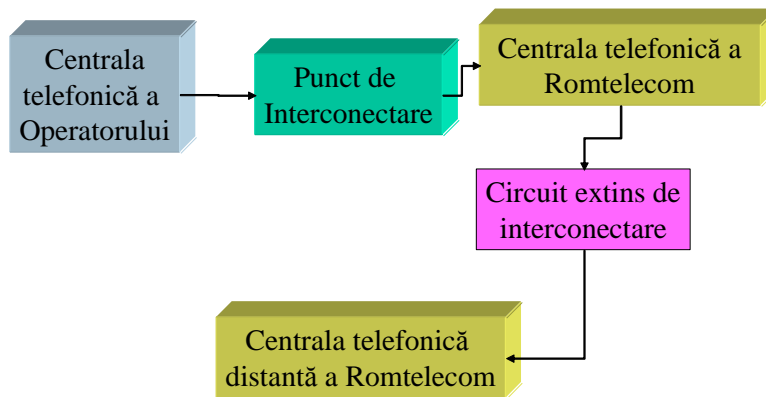 Centrala
telefonică a
Operatorului
Punct de
Interconectare
Centrala telefonică a
Romtelecom
Circuit extins de
interconectare
Centrala telefonică
distantă a Romtelecom